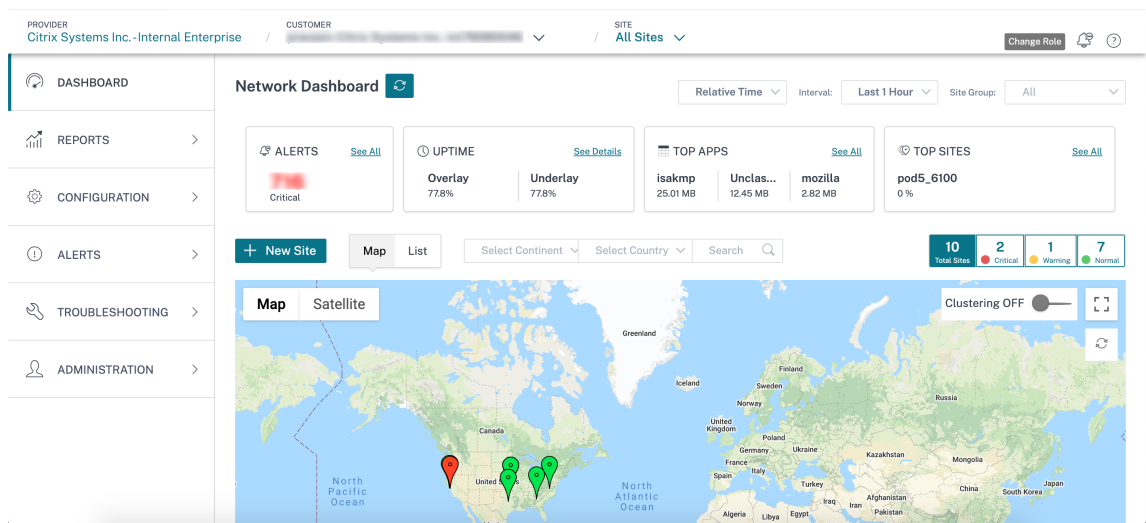 PROVIDER
Citrix Systems Inc. - Internal Enterprise
/
CUSTOMER
/
SITE
All Sites
Change Role
DASHBOARD
REPORTS
CONFIGURATION
ALERTS
TROUBLESHOOTING
ADMINISTRATION
Network Dashboard
Relative Time
Interval:
Last 1 Hour
Site Group:
All
ALERTS
See All
Critical
UPTIME
See Details
Overlay
77.8%
Underlay
77.8%
TOP APPS
See All
isakmp
25.01 MB
Unclas...
12.45 MB
mozilla
2.82 MB
TOP SITES
See All
pod5_6100
0 %
+ New Site
Map
List
Select Continent
Select Country
Search
10
Total Sites
2
Critical
1
Warning
7
Normal
Map
Satellite
Clustering OFF
Greenland
Iceland
Finland
Sweden
Norway
Russia
United
Kingdom
Canada
Poland
Germany
Ukraine
France
Kazakhstan
Mongolia
Italy
Spain
Turkey
China
Japan
South Korea
North
Pacific
Ocean
North
Atlantic
Ocean
Iraq
Iran
Afghanistan
Pakistan
Algeria
Libya
Egypt